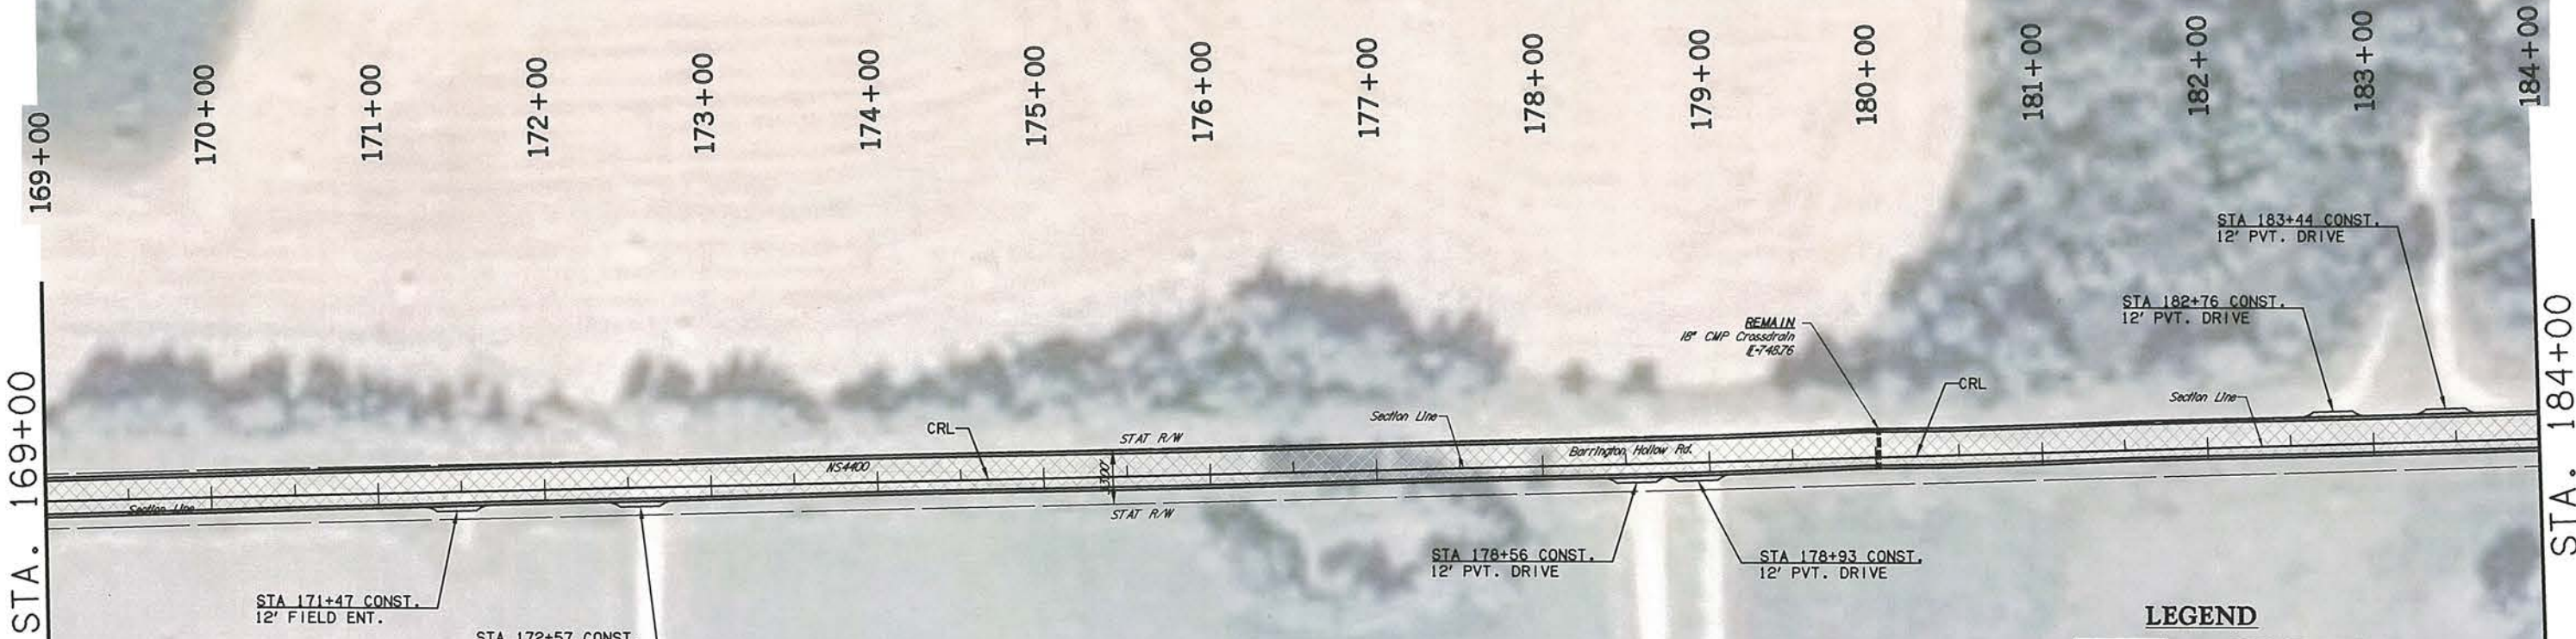 169+00
170+00
171+00
172+00
173+00
174+00
175+00
176+00
177+00
178+00
179+00
180+00
181+00
182+00
183+00
184+00
STA. 169+00
STA. 184+00
STA 183+44 CONST.
12' PVT. DRIVE
STA 182+76 CONST.
12' PVT. DRIVE
REMAIN
18" CMP Crossdrain
CRL
Section Line
Section Line
CRL
STAT R/W
NS4400
Barrington Hollow Rd.
Section Line
STAT R/W
STA 178+56 CONST.
12' PVT. DRIVE
STA 178+93 CONST.
12' PVT. DRIVE
STA 171+47 CONST.
12' FIELD ENT.
STA 172+57 CONST.
LEGEND